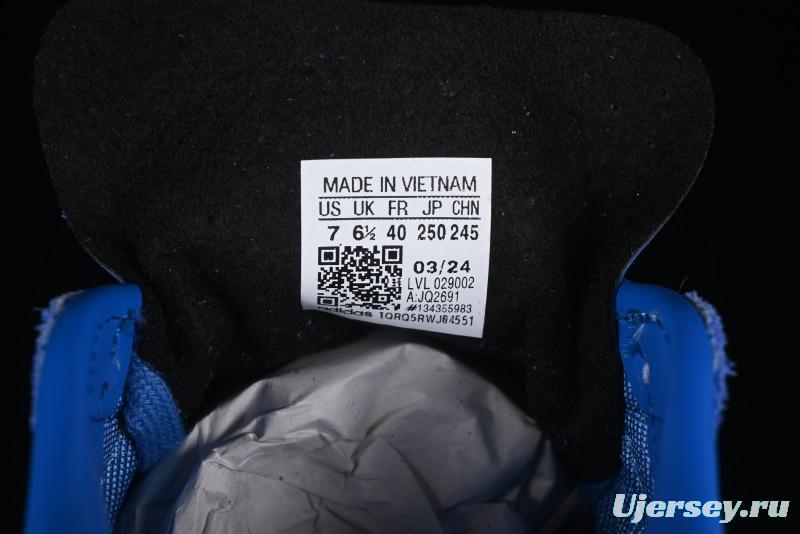 MADE IN VIETNAM
US UK FR JP CHN
7 6½ 40 250 245
03/24
LVL 029002
A:JQ2691
#134355983
adidas 1QRQ5RWJ84551
Ujersey.ru